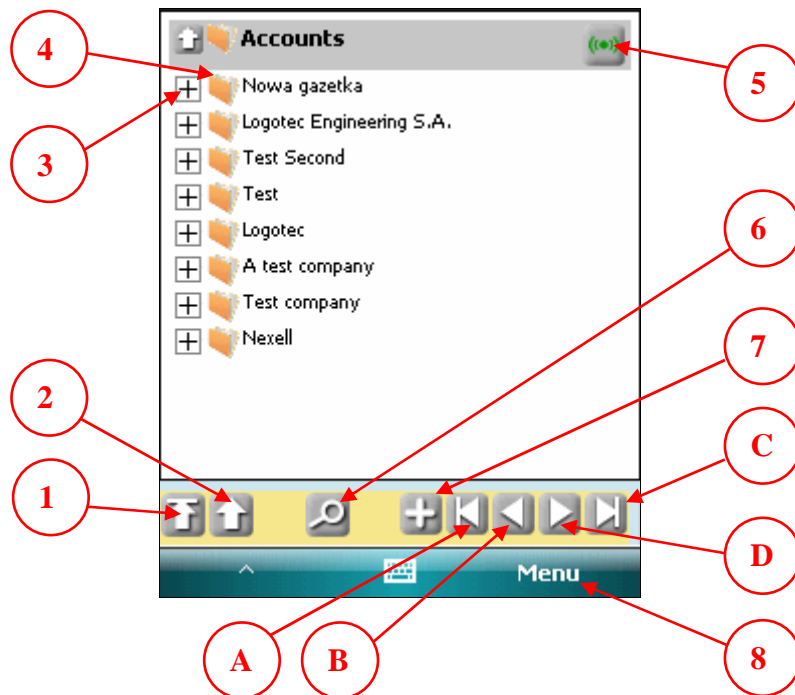 4
Accounts
5
Nowa gazetka
3
Logotec Engineering S.A.
Test Second
Test
6
Logotec
A test company
Test company
7
Nexell
2
C
1
D
Menu
A
B
8